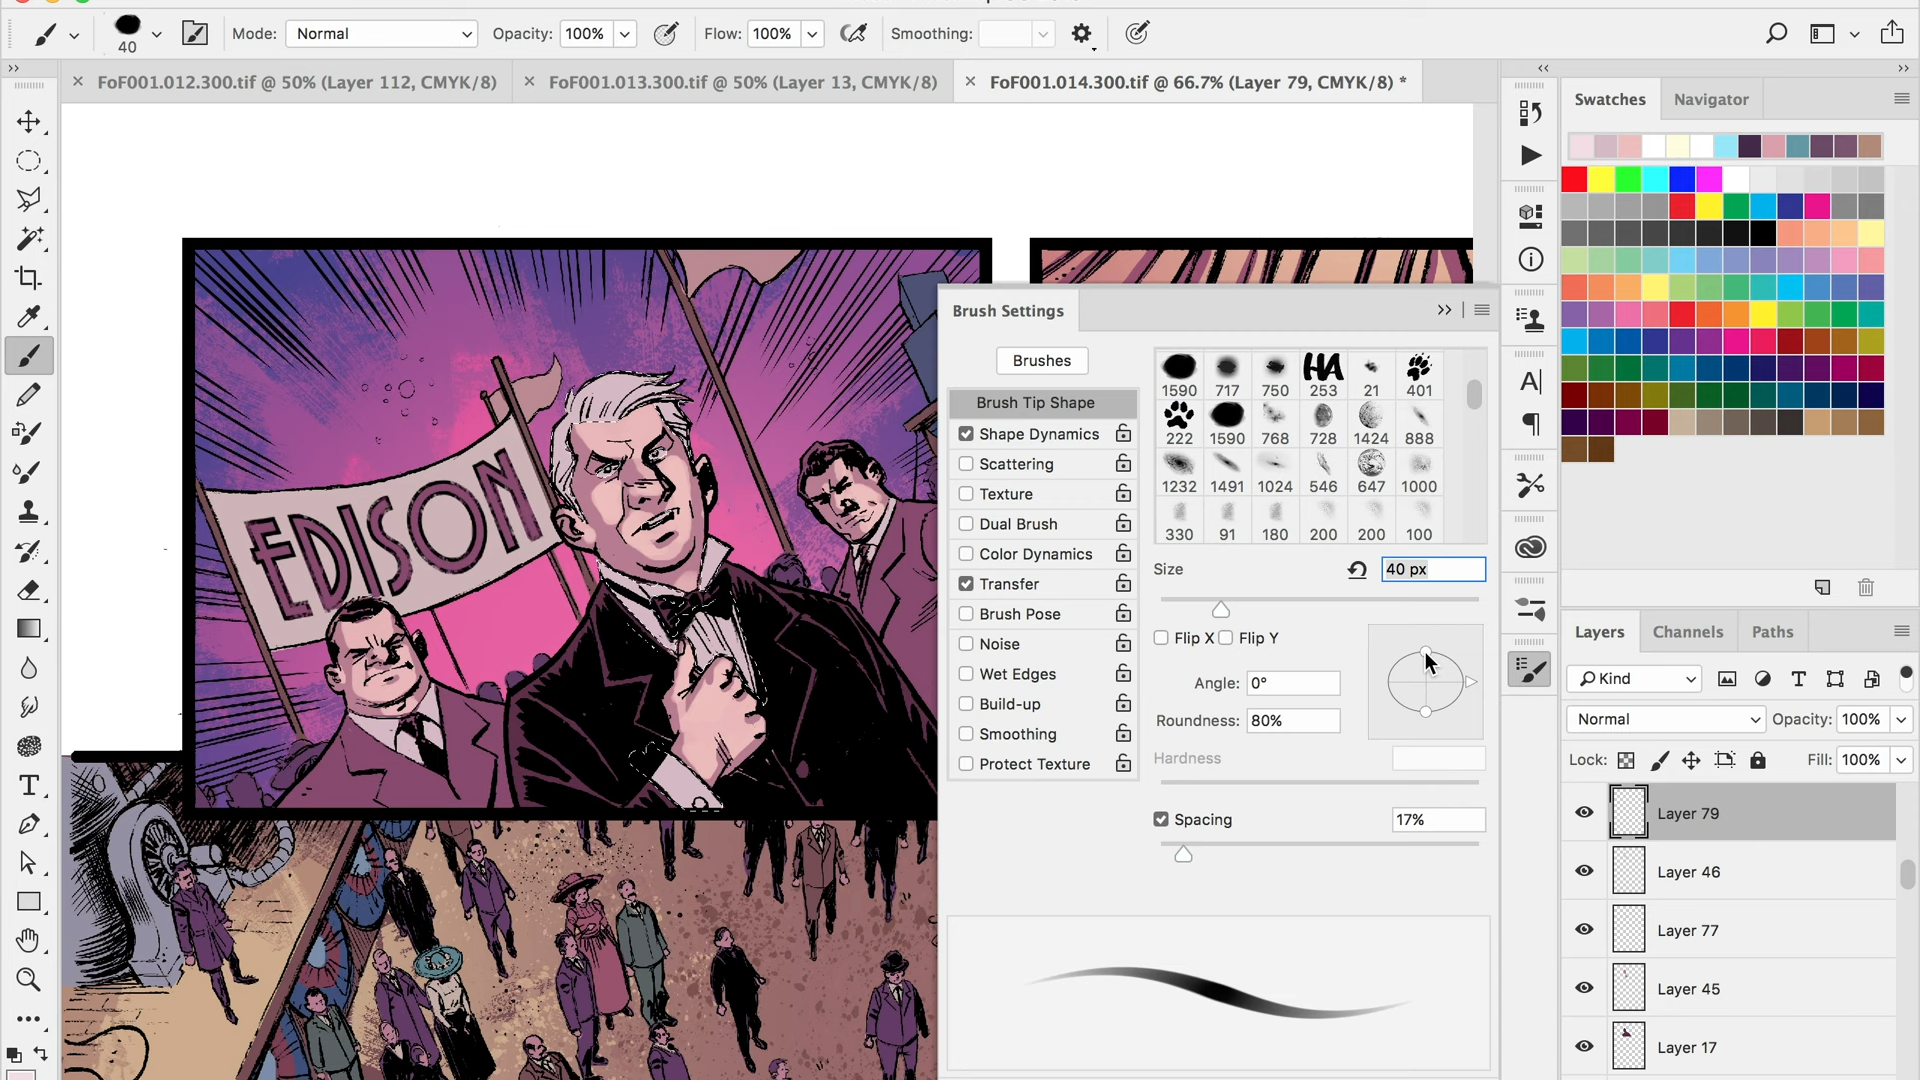 40
Mode:
Normal
Opacity:
100%
Flow:
100%
Smoothing:
FoF001.012.300.tif @ 50% (Layer 112, CMYK/8)
FoF001.013.300.tif @ 50% (Layer 13, CMYK/8)
FoF001.014.300.tif @ 66.7% (Layer 79, CMYK/8) *
Swatches
Navigator
EDISON
Brush Settings
Brushes
Brush Tip Shape
Shape Dynamics
Scattering
Texture
Dual Brush
Color Dynamics
Transfer
Brush Pose
Noise
Wet Edges
Build-up
Smoothing
Protect Texture
HA
1590 717 750 253 21 401
222 1590 768 728 1424 888
1232 1491 1024 546 647 1000
330 91 180 200 200 100
Size
40 px
Flip X
Flip Y
Angle:
0°
Roundness:
80%
Hardness
Spacing
17%
Layers
Channels
Paths
Kind
Normal
Opacity:
100%
Lock:
Fill:
100%
Layer 79
Layer 46
Layer 77
Layer 45
Layer 17